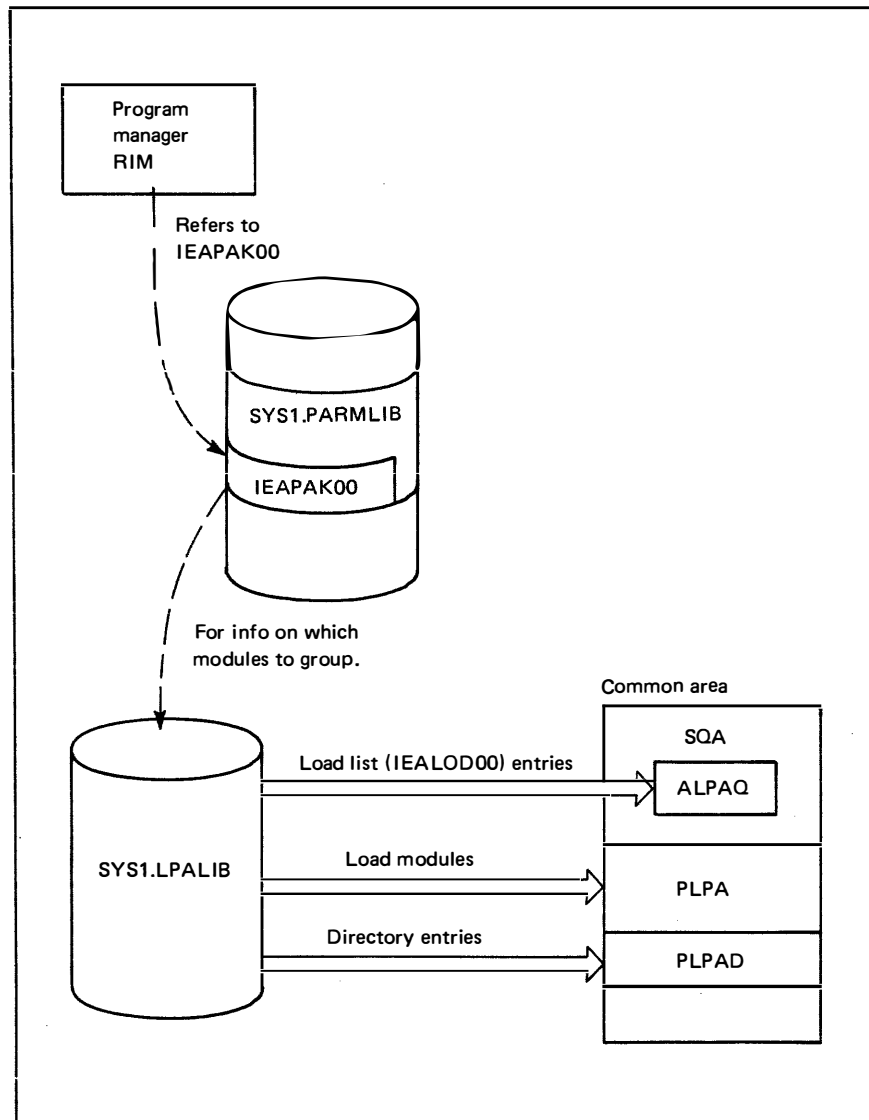 Program
manager
RIM
Refers to
IEAPAK00
SYS1.PARMLIB
IEAPAK00
For info on which
modules to group.
Common area
SQA
Load list (IEALOD00) entries
ALPAQ
SYS1.LPALIB
Load modules
PLPA
Directory entries
PLPAD